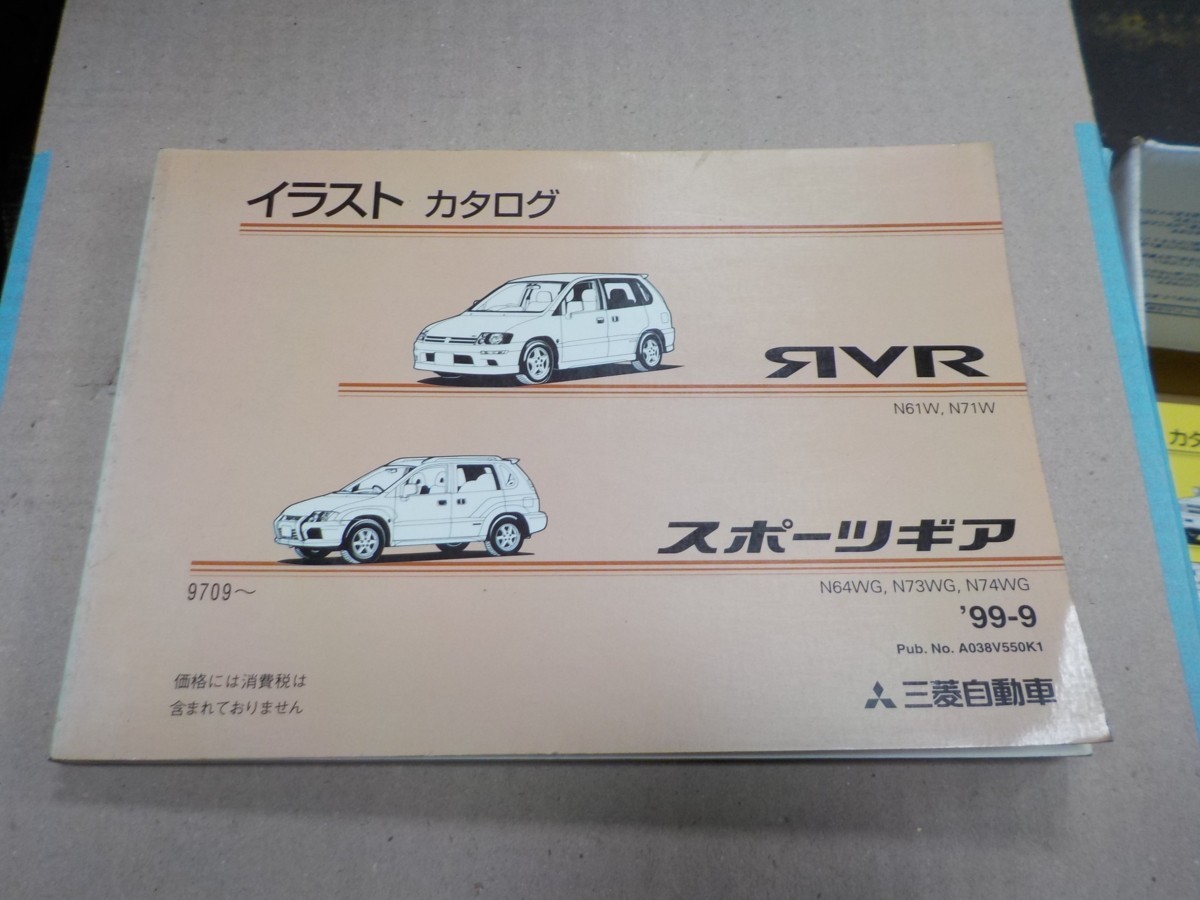 イラスト カタログ
RVR
N61W, N71W
スポーツギア
N64WG, N73WG, N74WG
9709～
'99-9
Pub. No. A038V550K1
価格には消費税は
含まれておりません
三菱自動車
カタ